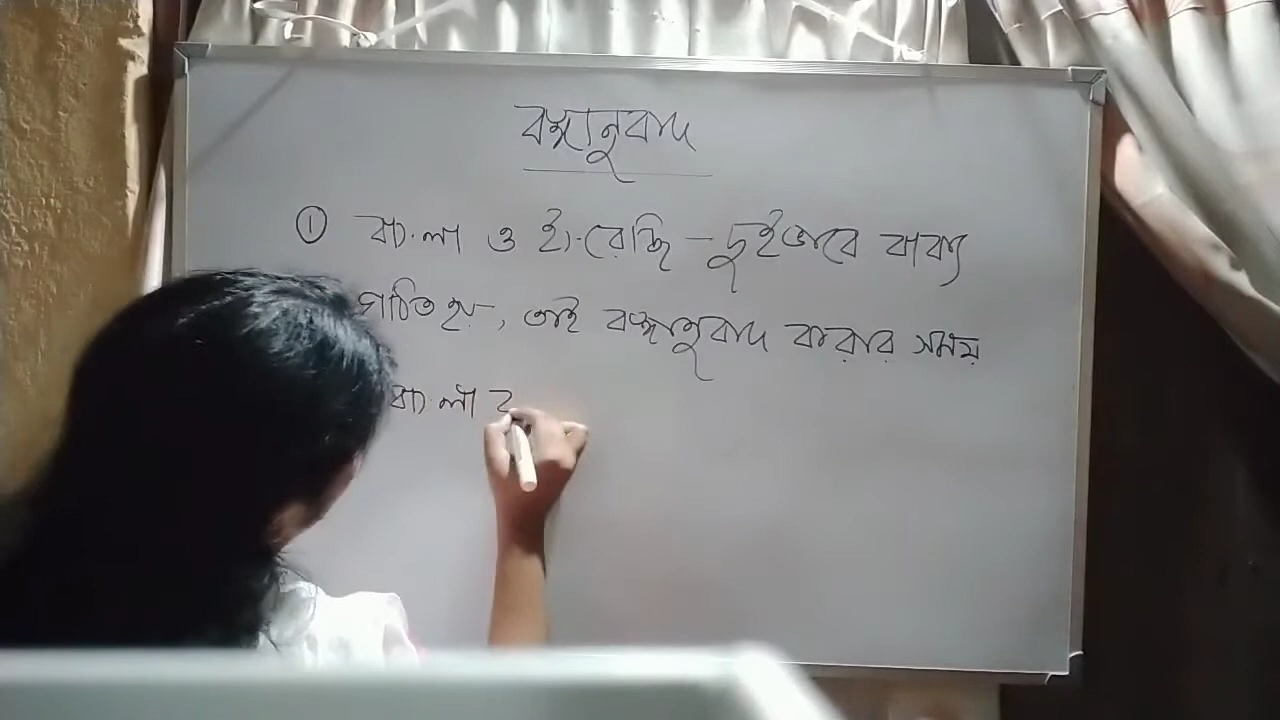 বঙ্গানুবাদ
① বাংলা ও ইংরেজি - দুইভাবে বাক্য
গঠিত হয়, তাই বঙ্গানুবাদ করার সময়
বাংলা